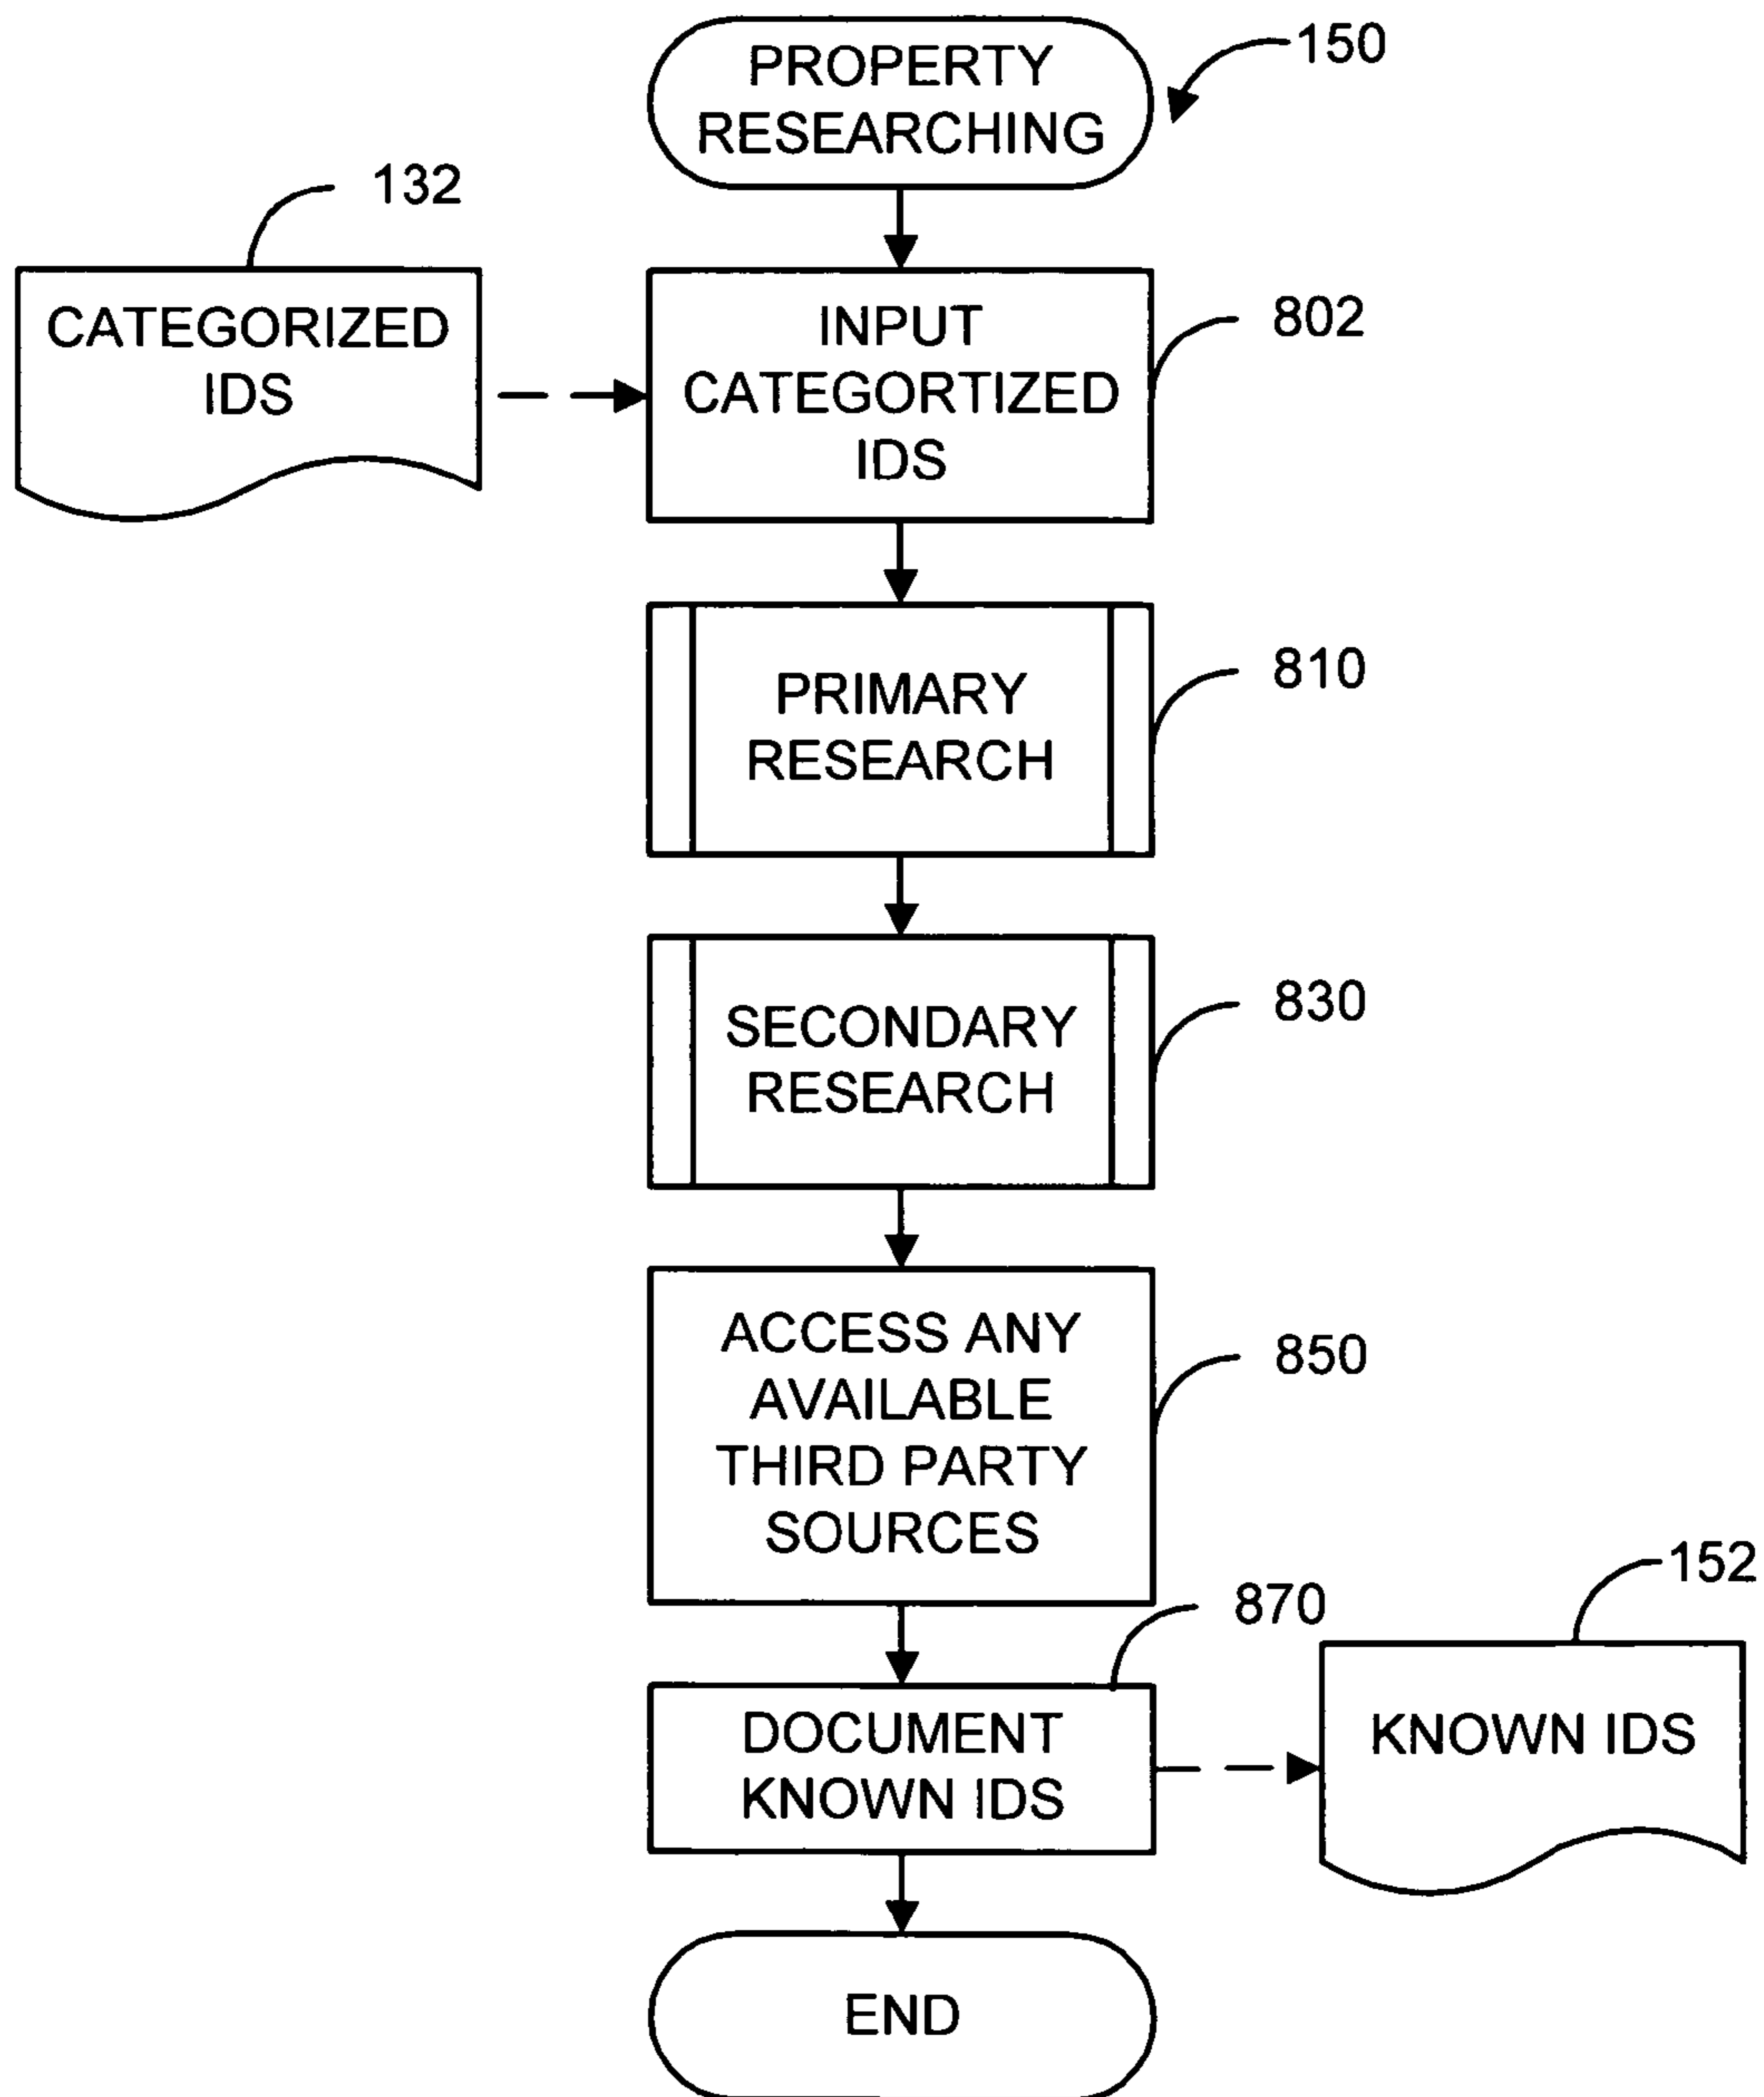 PROPERTY
RESEARCHING
150
132
CATEGORIZED
IDS
INPUT
CATEGORTIZED
IDS
802
PRIMARY
RESEARCH
810
SECONDARY
RESEARCH
830
ACCESS ANY
AVAILABLE
THIRD PARTY
SOURCES
850
870
152
DOCUMENT
KNOWN IDS
KNOWN IDS
END